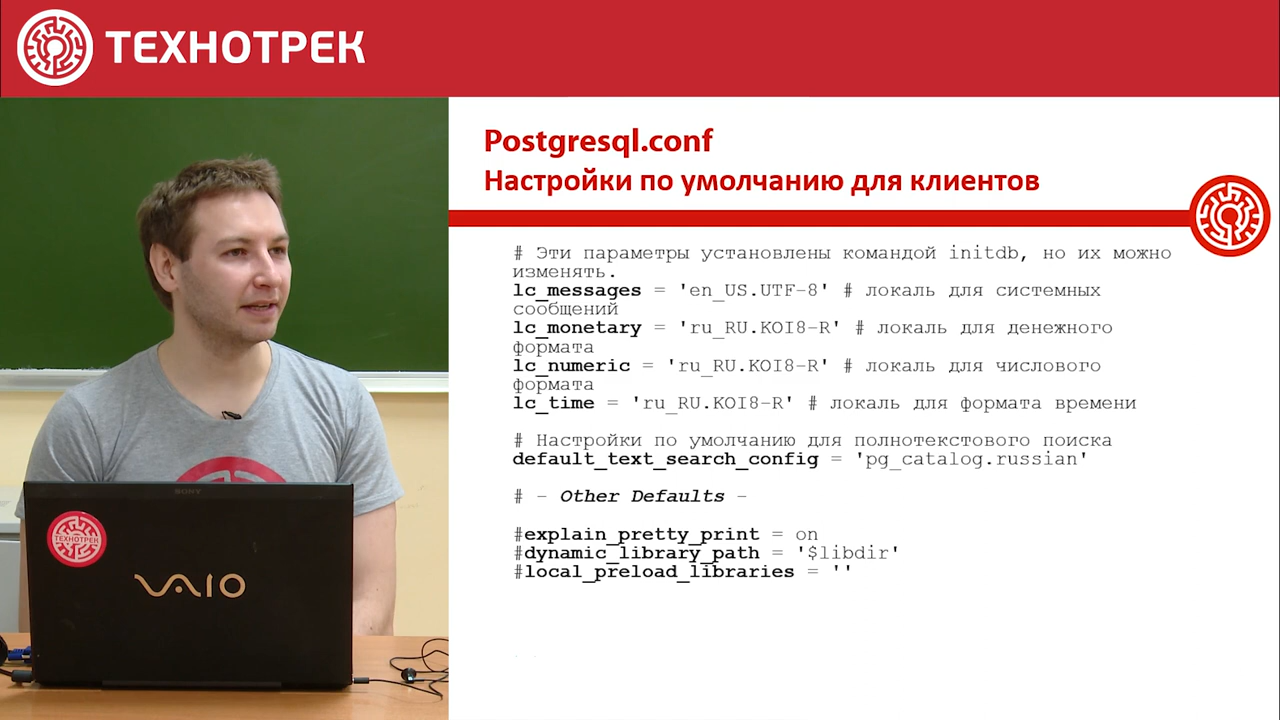 ТЕХНОТРЕК
Postgresql.conf
Настройки по умолчанию для клиентов
# Эти параметры установлены командой initdb, но их можно
изменять.
lc_messages = 'en_US.UTF-8' # локаль для системных
сообщений
lc_monetary = 'ru_RU.KOI8-R' # локаль для денежного
формата
lc_numeric = 'ru_RU.KOI8-R' # локаль для числового
формата
lc_time = 'ru_RU.KOI8-R' # локаль для формата времени
# Настройки по умолчанию для полнотекстового поиска
default_text_search_config = 'pg_catalog.russian'
# - Other Defaults -
#explain_pretty_print = on
#dynamic_library_path = '$libdir'
#local_preload_libraries = ''
SONY
ТЕХНОТРЕК
VAIO